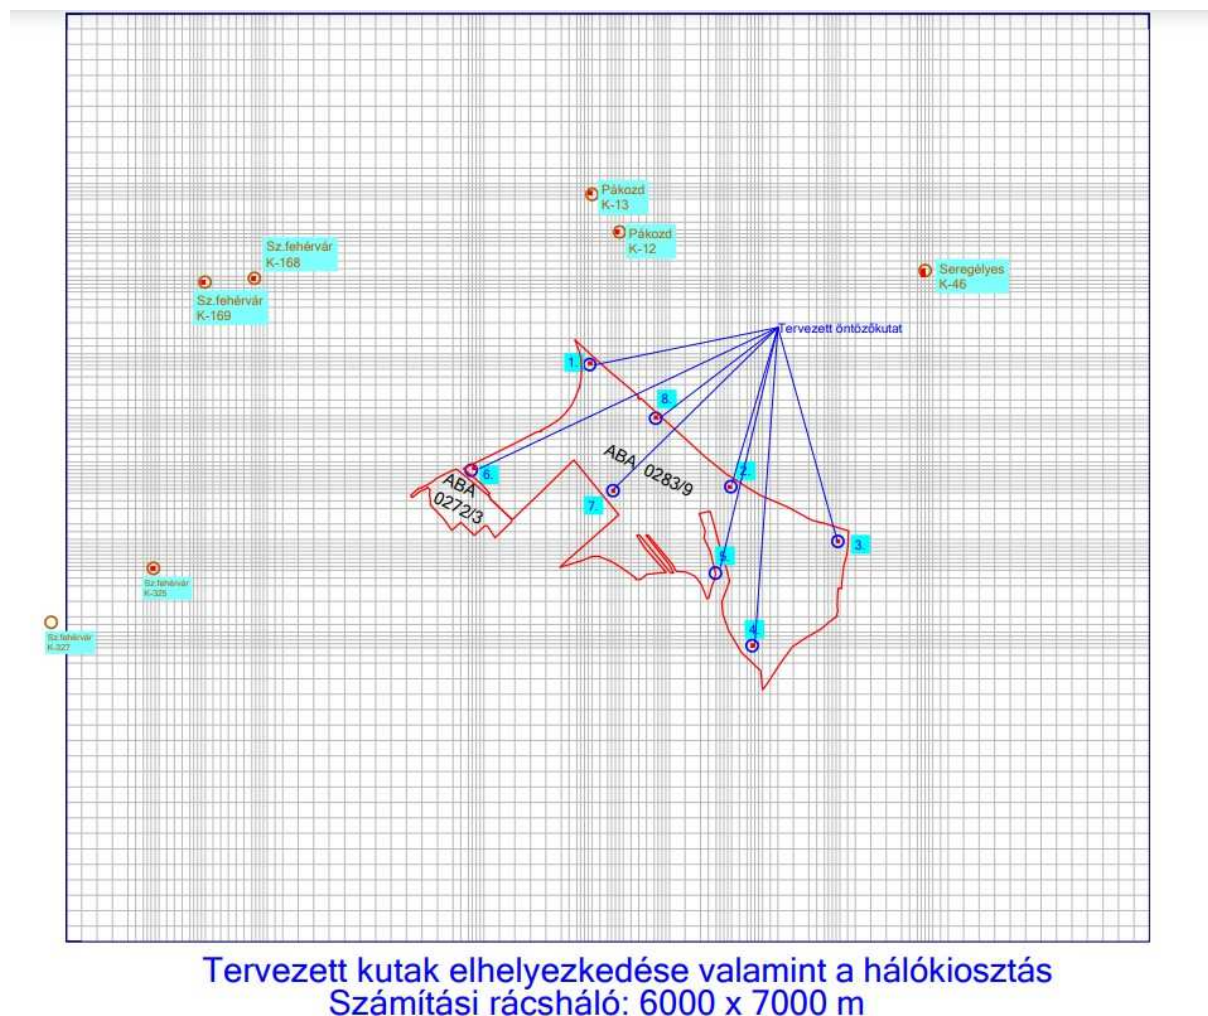 Pákozd
K-13
Pákozd
K-12
Sz.fehérvár
K-168
Seregélyes
K-46
Sz.fehérvár
K-169
Tervezett öntözőkutat
1.
8.
ABA 0283/9
2.
6.
ABA
0272/3
7.
3.
5.
Sz.fehérvár
K-325
4.
Sz.fehérvár
K-327
Tervezett kutak elhelyezkedése valamint a hálókiosztás
Számítási rácsháló: 6000 x 7000 m